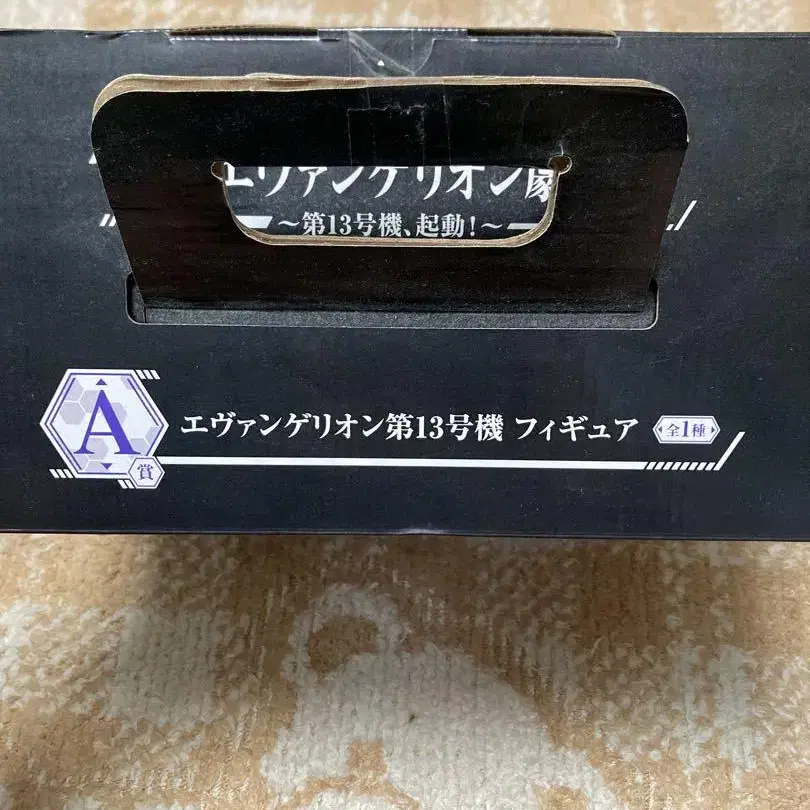 エヴァンゲリオン
〜第13号機、起動!〜
A
賞
エヴァンゲリオン第13号機 フィギュア
全1種